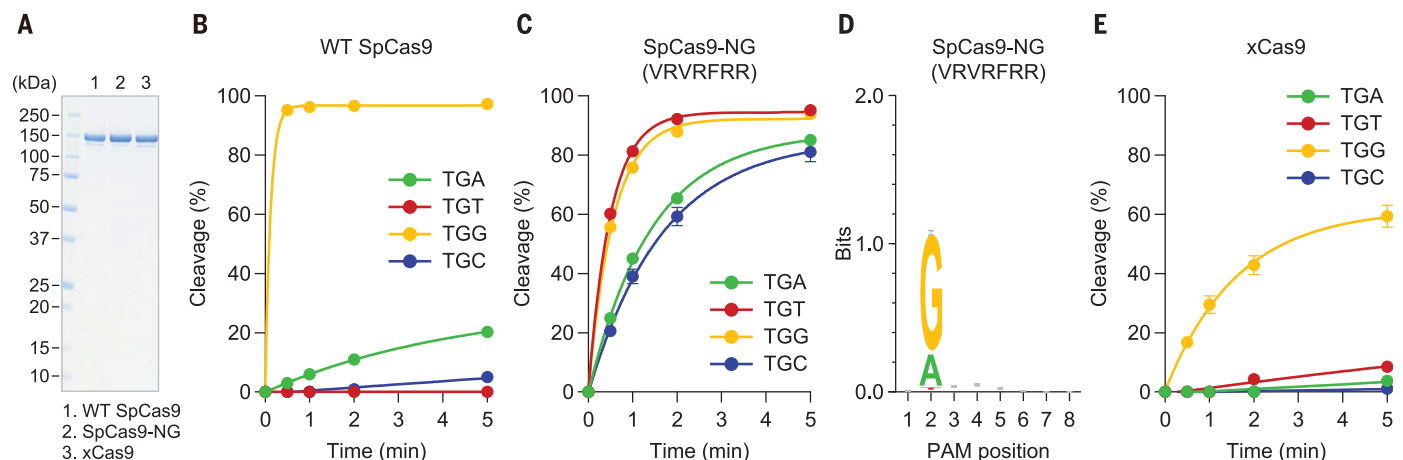 A
(kDa) 1 2 3
250
150
100
75
50
37
25
20
15
10
1. WT SpCas9
2. SpCas9-NG
3. xCas9
B
WT SpCas9
Cleavage (%)
100
80
60
40
20
0
TGA
TGT
TGG
TGC
0 1 2 3 4 5
Time (min)
C
SpCas9-NG
(VRVRFRR)
Cleavage (%)
100
80
60
40
20
0
TGA
TGT
TGG
TGC
0 1 2 3 4 5
Time (min)
D
SpCas9-NG
(VRVRFRR)
Bits
2.0
1.0
0.0
G
A
1 2 3 4 5 6 7 8
PAM position
E
xCas9
Cleavage (%)
100
80
60
40
20
0
TGA
TGT
TGG
TGC
0 1 2 3 4 5
Time (min)